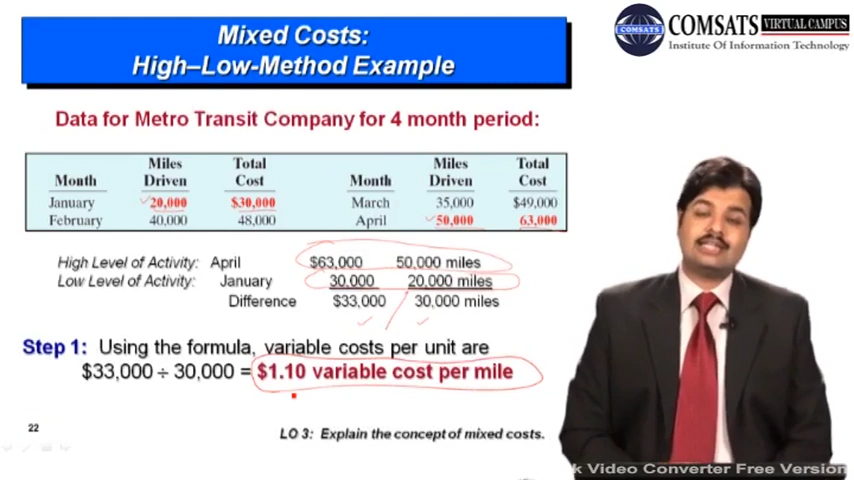 Mixed Costs:
High–Low-Method Example
COMSATS
COMSATS VIRTUAL CAMPUS
Institute Of Information Technology
Data for Metro Transit Company for 4 month period:
Miles Total Miles Total
Month Driven Cost Month Driven Cost
January 20,000 $30,000 March 35,000 $49,000
February 40,000 48,000 April 50,000 63,000
High Level of Activity: April $63,000 50,000 miles
Low Level of Activity: January 30,000 20,000 miles
Difference $33,000 30,000 miles
Step 1: Using the formula, variable costs per unit are
$33,000 ÷ 30,000 = $1.10 variable cost per mile
22
LO 3: Explain the concept of mixed costs.
k Video Converter Free Version